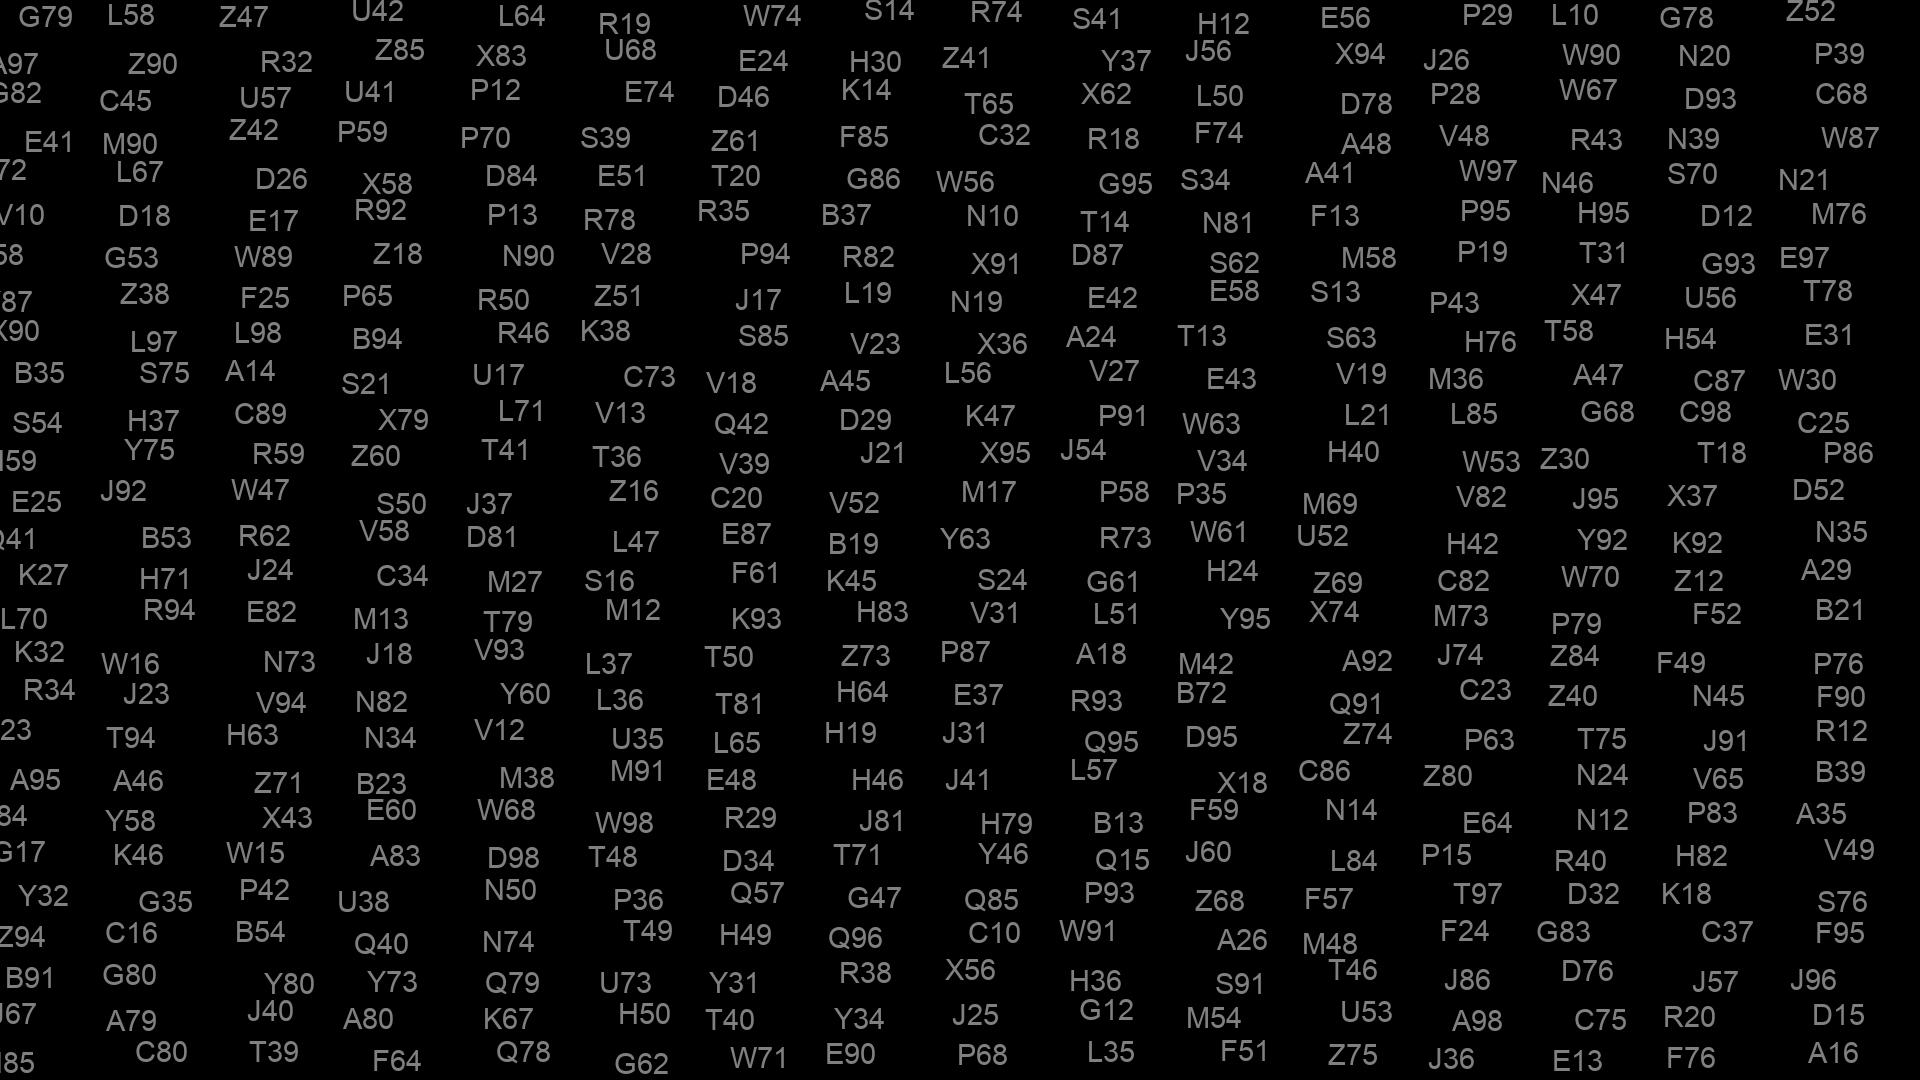 G79 L58 Z47 U42 L64 R19 W74 S14 R74 S41 H12 E56 P29 L10 G78 Z52
A97 Z90 R32 Z85 X83 U68 E24 H30 Z41 Y37 J56 X94 J26 W90 N20 P39
G82 C45 U57 U41 P12 E74 D46 K14 T65 X62 L50 D78 P28 W67 D93 C68
E41 M90 Z42 P59 P70 S39 Z61 F85 C32 R18 F74 A48 V48 R43 N39 W87
72 L67 D26 X58 D84 E51 T20 G86 W56 G95 S34 A41 W97 N46 S70 N21
V10 D18 E17 R92 P13 R78 R35 B37 N10 T14 N81 F13 P95 H95 D12 M76
58 G53 W89 Z18 N90 V28 P94 R82 X91 D87 S62 M58 P19 T31 G93 E97
87 Z38 F25 P65 R50 Z51 J17 L19 N19 E42 E58 S13 P43 X47 U56 T78
X90 L97 L98 B94 R46 K38 S85 V23 X36 A24 T13 S63 H76 T58 H54 E31
B35 S75 A14 S21 U17 C73 V18 A45 L56 V27 E43 V19 M36 A47 C87 W30
S54 H37 C89 X79 L71 V13 Q42 D29 K47 P91 W63 L21 L85 G68 C98 C25
59 Y75 R59 Z60 T41 T36 V39 J21 X95 J54 V34 H40 W53 Z30 T18 P86
E25 J92 W47 S50 J37 Z16 C20 V52 M17 P58 P35 M69 V82 J95 X37 D52
Q41 B53 R62 V58 D81 L47 E87 B19 Y63 R73 W61 U52 H42 Y92 K92 N35
K27 H71 J24 C34 M27 S16 F61 K45 S24 G61 H24 Z69 C82 W70 Z12 A29
L70 R94 E82 M13 T79 M12 K93 H83 V31 L51 Y95 X74 M73 P79 F52 B21
K32 W16 N73 J18 V93 L37 T50 Z73 P87 A18 M42 A92 J74 Z84 F49 P76
R34 J23 V94 N82 Y60 L36 T81 H64 E37 R93 B72 Q91 C23 Z40 N45 F90
23 T94 H63 N34 V12 U35 L65 H19 J31 Q95 D95 Z74 P63 T75 J91 R12
A95 A46 Z71 B23 M38 M91 E48 H46 J41 L57 X18 C86 Z80 N24 V65 B39
84 Y58 X43 E60 W68 W98 R29 J81 H79 B13 F59 N14 E64 N12 P83 A35
G17 K46 W15 A83 D98 T48 D34 T71 Y46 Q15 J60 L84 P15 R40 H82 V49
Y32 G35 P42 U38 N50 P36 Q57 G47 Q85 P93 Z68 F57 T97 D32 K18 S76
Z94 C16 B54 Q40 N74 T49 H49 Q96 C10 W91 A26 M48 F24 G83 C37 F95
B91 G80 Y80 Y73 Q79 U73 Y31 R38 X56 H36 S91 T46 J86 D76 J57 J96
67 A79 J40 A80 K67 H50 T40 Y34 J25 G12 M54 U53 A98 C75 R20 D15
85 C80 T39 F64 Q78 G62 W71 E90 P68 L35 F51 Z75 J36 E13 F76 A16